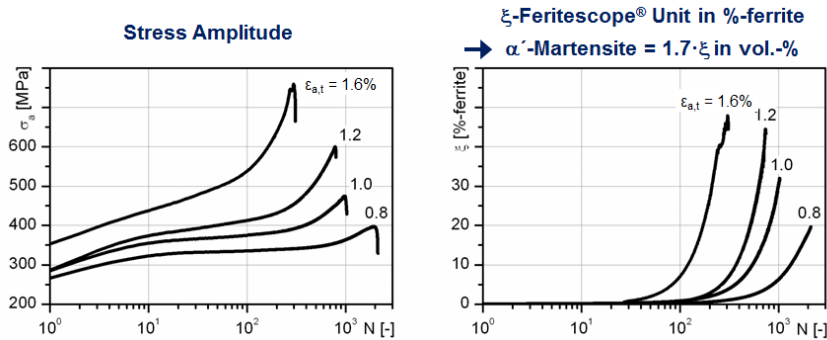 Stress Amplitude
ξ-Feritescope® Unit in %-ferrite
→ α´-Martensite = 1.7·ξ in vol.-%
σa [MPa]
600
500
400
300
200
εa,t = 1.6%
1.2
1.0
0.8
10⁰ 10¹ 10² 10³ N [-]
ξ [%-ferrite]
30
20
10
0
εa,t = 1.6%
1.2
1.0
0.8
10⁰ 10¹ 10² 10³ N [-]